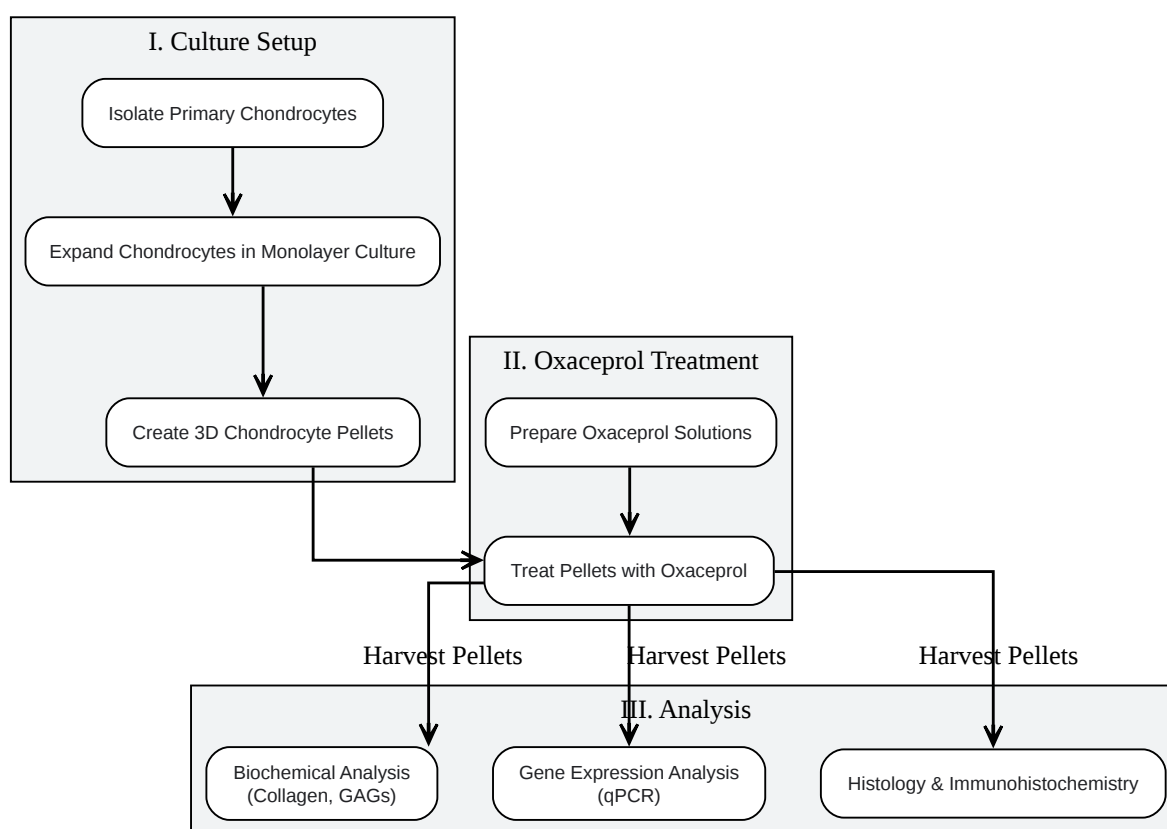 I. Culture Setup
Isolate Primary Chondrocytes
Expand Chondrocytes in Monolayer Culture
Create 3D Chondrocyte Pellets
II. Oxaceprol Treatment
Prepare Oxaceprol Solutions
Treat Pellets with Oxaceprol
Harvest Pellets
Harvest Pellets
Harvest Pellets
III. Analysis
Biochemical Analysis
(Collagen, GAGs)
Gene Expression Analysis
(qPCR)
Histology & Immunohistochemistry